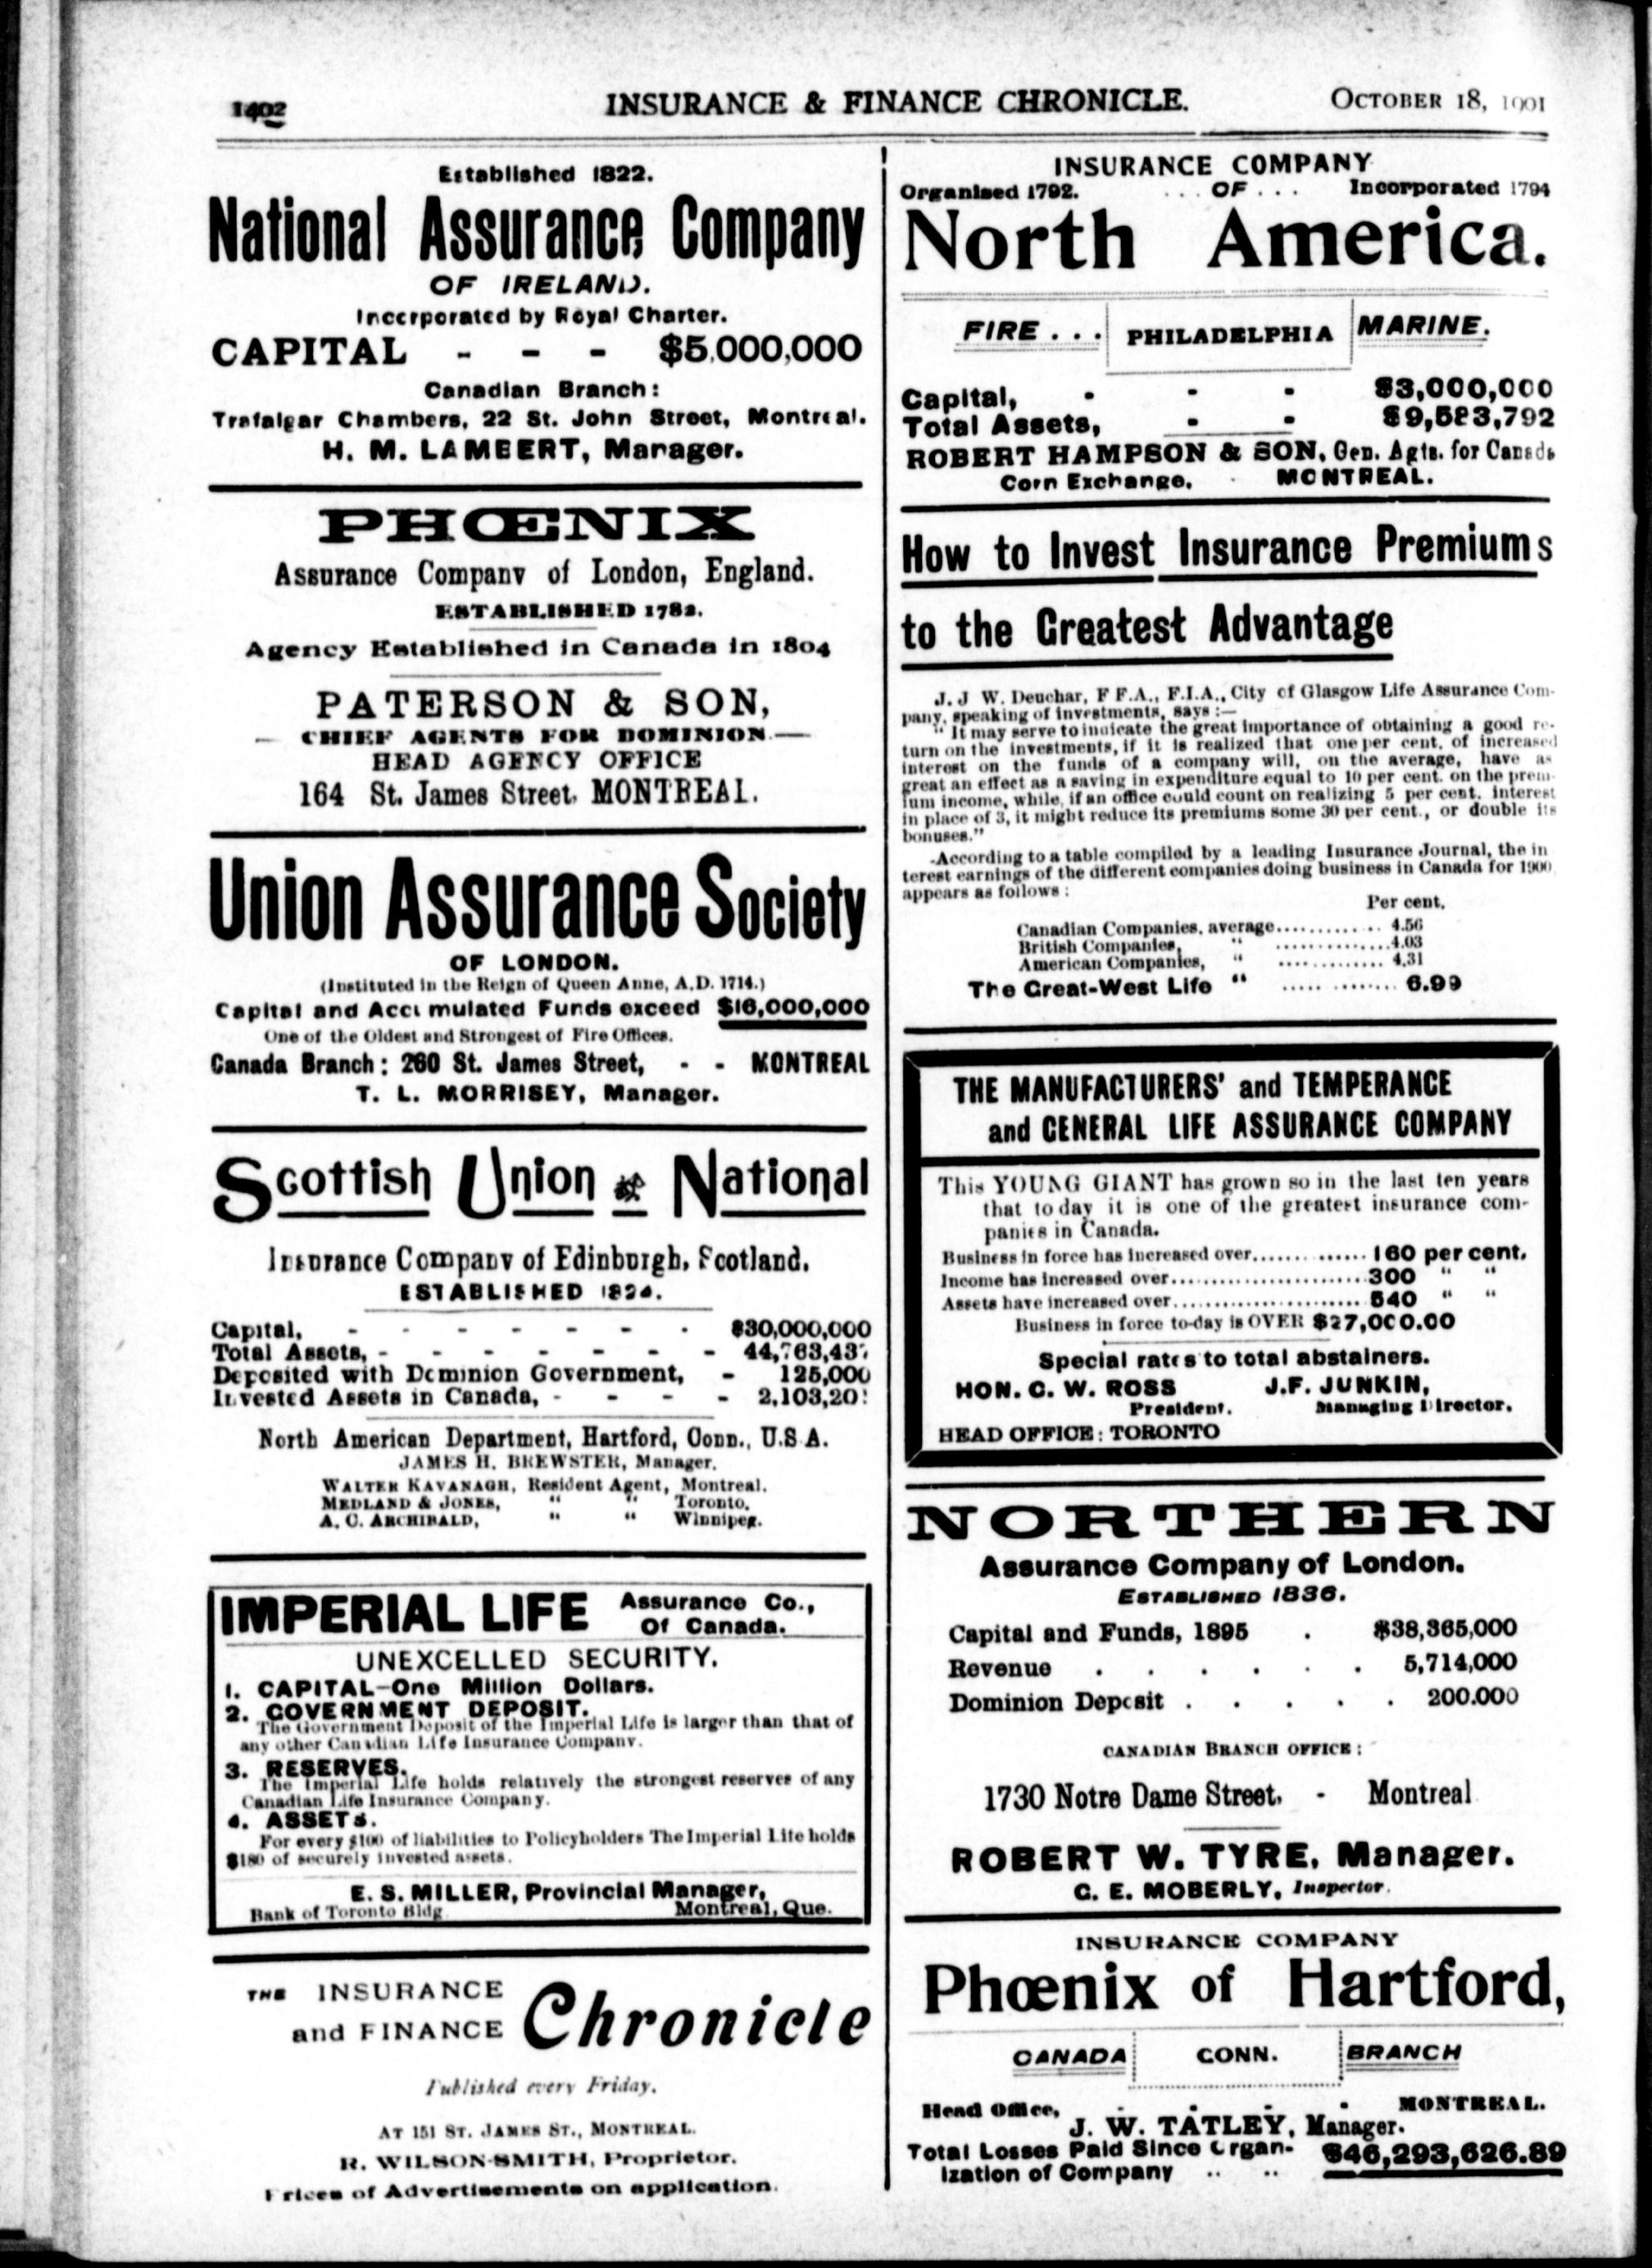 1402
INSURANCE & FINANCE CHRONICLE.
OCTOBER 18, 1901
Established 1822.
National Assurance Company
OF IRELAND.
Incorporated by Royal Charter.
CAPITAL - - - $5,000,000
Canadian Branch:
Trafalgar Chambers, 22 St. John Street, Montreal.
H. M. LAMBERT, Manager.
PHŒNIX
Assurance Company of London, England.
ESTABLISHED 1782.
Agency Established in Canada in 1804
PATERSON & SON,
— CHIEF AGENTS FOR DOMINION —
HEAD AGENCY OFFICE
164 St. James Street, MONTREAL.
Union Assurance Society
OF LONDON.
(Instituted in the Reign of Queen Anne, A.D. 1714.)
Capital and Accumulated Funds exceed $16,000,000
One of the Oldest and Strongest of Fire Offices.
Canada Branch: 260 St. James Street, - - MONTREAL
T. L. MORRISEY, Manager.
Scottish Union & National
Insurance Company of Edinburgh, Scotland.
ESTABLISHED 1824.
Capital, - - - - - - - $30,000,000
Total Assets, - - - - - - - 44,763,437
Deposited with Dominion Government, - 125,000
Invested Assets in Canada, - - - - 2,103,201
North American Department, Hartford, Conn., U.S.A.
JAMES H. BREWSTER, Manager.
WALTER KAVANAGH, Resident Agent, Montreal.
MEDLAND & JONES, " " Toronto.
A. C. ARCHIBALD, " " Winnipeg.
IMPERIAL LIFE Assurance Co.,
Of Canada.
UNEXCELLED SECURITY.
1. CAPITAL—One Million Dollars.
2. GOVERNMENT DEPOSIT.
The Government Deposit of the Imperial Life is larger than that of
any other Canadian Life Insurance Company.
3. RESERVES.
The Imperial Life holds relatively the strongest reserves of any
Canadian Life Insurance Company.
4. ASSETS.
For every $100 of liabilities to Policyholders The Imperial Life holds
$180 of securely invested assets.
E. S. MILLER, Provincial Manager,
Bank of Toronto Bldg Montreal, Que.
THE INSURANCE
and FINANCE Chronicle
Published every Friday.
AT 151 ST. JAMES ST., MONTREAL.
R. WILSON-SMITH, Proprietor.
Prices of Advertisements on application.
INSURANCE COMPANY
Organised 1792. ... OF ... Incorporated 1794
North America.
FIRE . . . PHILADELPHIA MARINE.
Capital, - - - $3,000,000
Total Assets, - - $9,583,792
ROBERT HAMPSON & SON, Gen. Agts. for Canada
Corn Exchange, MONTREAL.
How to Invest Insurance Premiums
to the Greatest Advantage
J. J W. Deuchar, F F.A., F.I.A., City of Glasgow Life Assurance Com-
pany, speaking of investments, says:—
"It may serve to indicate the great importance of obtaining a good re-
turn on the investments, if it is realized that one per cent. of increased
interest on the funds of a company will, on the average, have as
great an effect as a saving in expenditure equal to 10 per cent. on the prem-
ium income, while, if an office could count on realizing 5 per cent. interest
in place of 3, it might reduce its premiums some 30 per cent., or double its
bonuses."
According to a table compiled by a leading Insurance Journal, the in
terest earnings of the different companies doing business in Canada for 1900
appears as follows:
Per cent.
Canadian Companies, average............. 4.56
British Companies, " ..............4.03
American Companies, " ............. 4.31
The Great-West Life " ..... ........ 6.99
THE MANUFACTURERS' and TEMPERANCE
and GENERAL LIFE ASSURANCE COMPANY
This YOUNG GIANT has grown so in the last ten years
that to day it is one of the greatest insurance com-
panies in Canada.
Business in force has increased over.............. 160 per cent.
Income has increased over.........................300 " "
Assets have increased over........................ 540 " "
Business in force to-day is OVER $27,000.00
Special rates to total abstainers.
HON. G. W. ROSS J.F. JUNKIN,
President. Managing Director.
HEAD OFFICE: TORONTO
NORTHERN
Assurance Company of London.
ESTABLISHED 1836.
Capital and Funds, 1895 . $38,365,000
Revenue . . . . . . 5,714,000
Dominion Deposit . . . . . 200.000
CANADIAN BRANCH OFFICE:
1730 Notre Dame Street, - Montreal
ROBERT W. TYRE, Manager.
G. E. MOBERLY, Inspector.
INSURANCE COMPANY
Phœnix of Hartford,
CANADA CONN. BRANCH
Head Office, - - - MONTREAL.
J. W. TATLEY, Manager.
Total Losses Paid Since Organ-
ization of Company .. .. $46,293,626.89